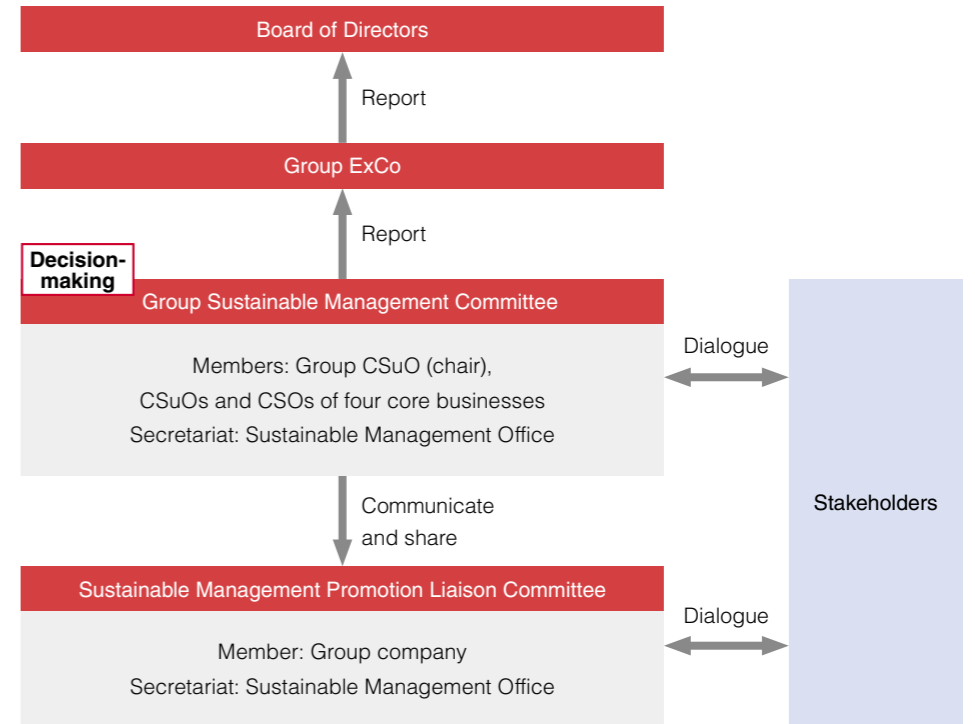 Board of Directors
Report
Group ExCo
Report
Decision-
making
Group Sustainable Management Committee
Members: Group CSuO (chair),
CSuOs and CSOs of four core businesses
Secretariat: Sustainable Management Office
Dialogue
Stakeholders
Communicate
and share
Sustainable Management Promotion Liaison Committee
Member: Group company
Secretariat: Sustainable Management Office
Dialogue